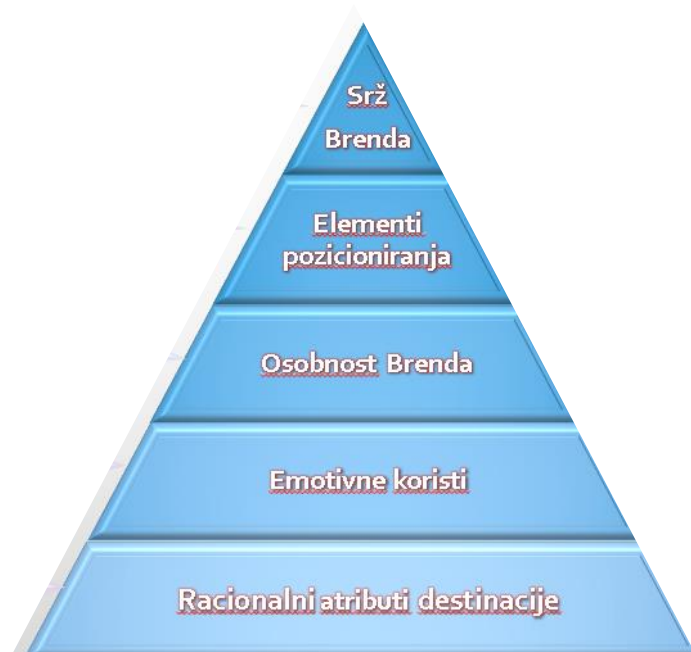 Srž
Brenda
Elementi
pozicioniranja
Osobnost Brenda
Emotivne koristi
Racionalni atributi destinacije